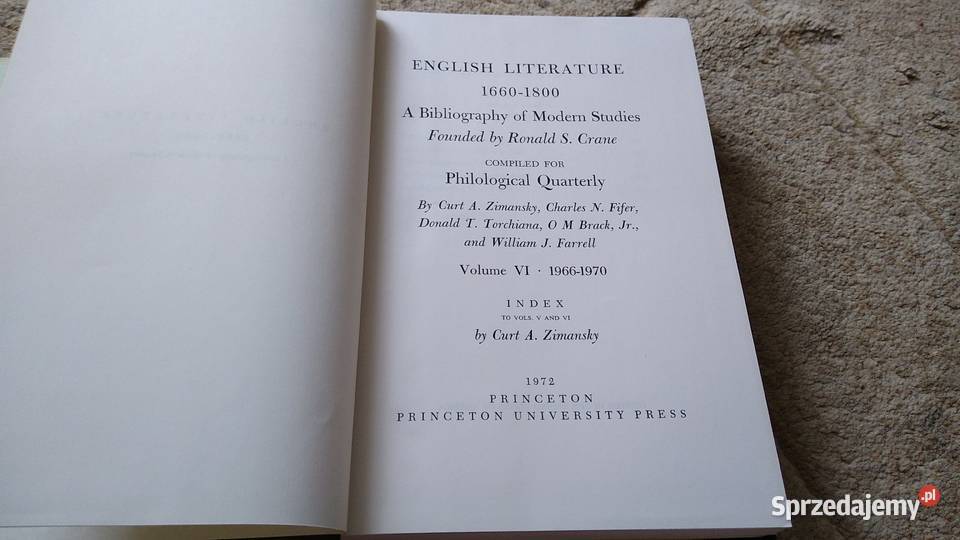 ENGLISH LITERATURE
1660-1800
A Bibliography of Modern Studies
Founded by Ronald S. Crane
COMPILED FOR
Philological Quarterly
By Curt A. Zimansky, Charles N. Fifer,
Donald T. Torchiana, O M Brack, Jr.,
and William J. Farrell
Volume VI · 1966-1970
INDEX
TO VOLS. V AND VI
by Curt A. Zimansky
1972
PRINCETON
PRINCETON UNIVERSITY PRESS
Sprzedajemy.pl